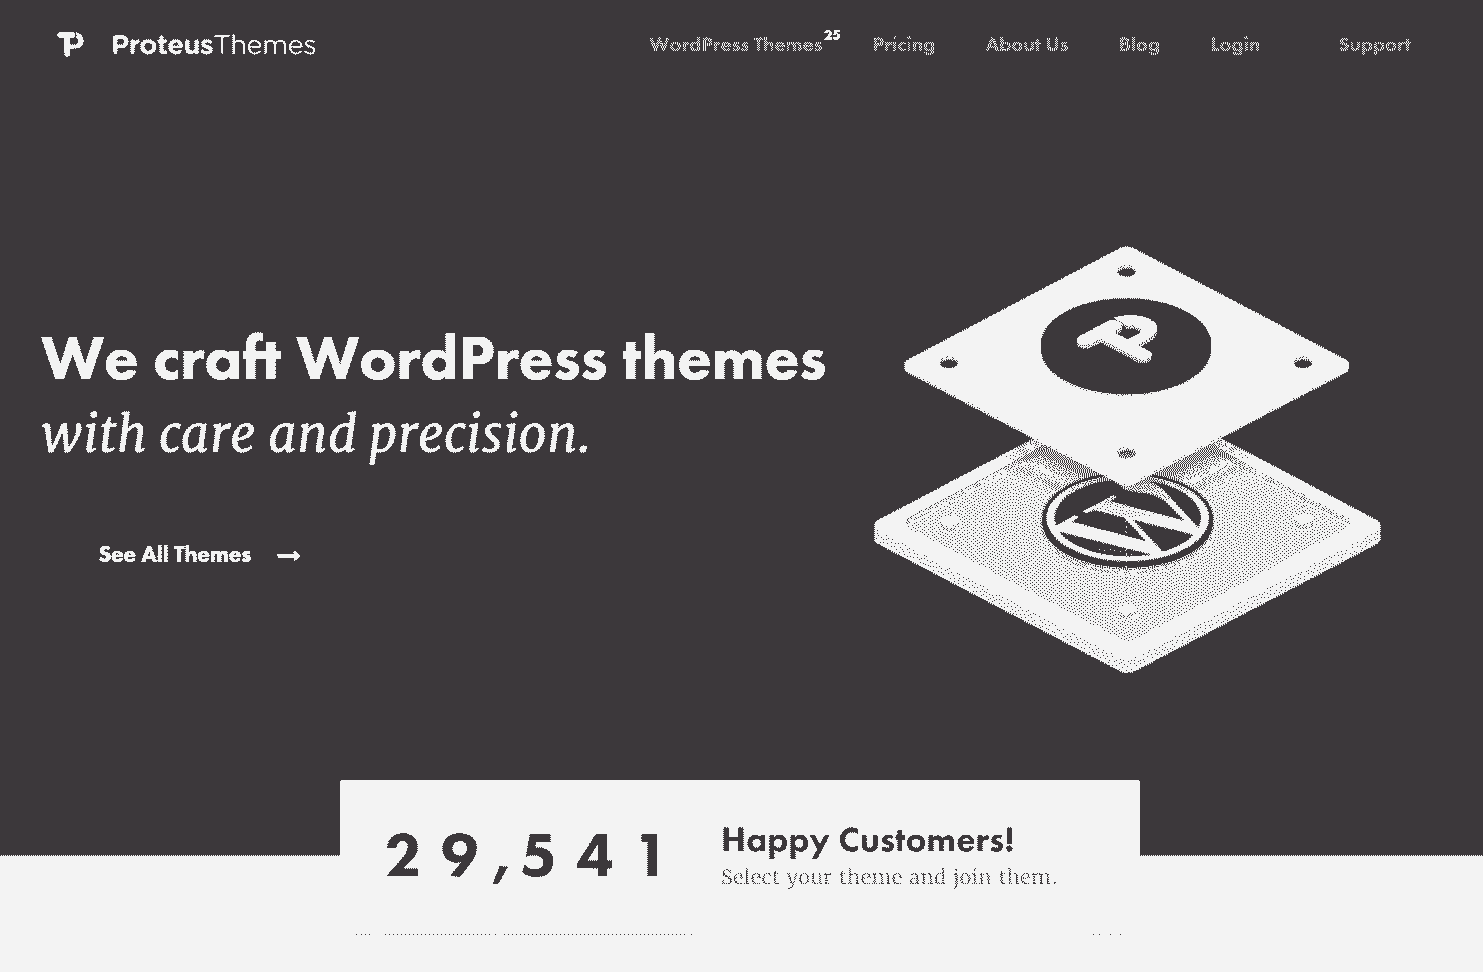 ProteusThemes
WordPress Themes 25 Pricing About Us Blog Login Support
We craft WordPress themes
with care and precision.
See All Themes →
29,541
Happy Customers!
Select your theme and join them.